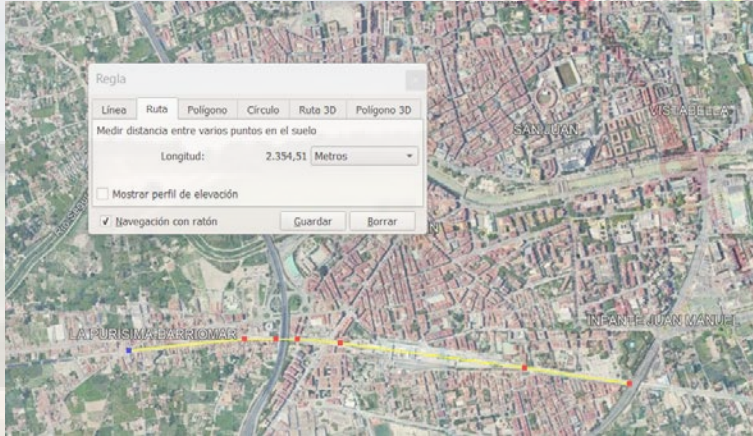 Regla
Línea Ruta Polígono Círculo Ruta 3D Polígono 3D
Medir distancia entre varios puntos en el suelo
Longitud: 2.354,51 Metros
Mostrar perfil de elevación
Navegación con ratón Guardar Borrar
VISTABELLA
SAN JUAN
INFANTE JUAN MANUEL
LA PURÍSIMA BARRIOMAR